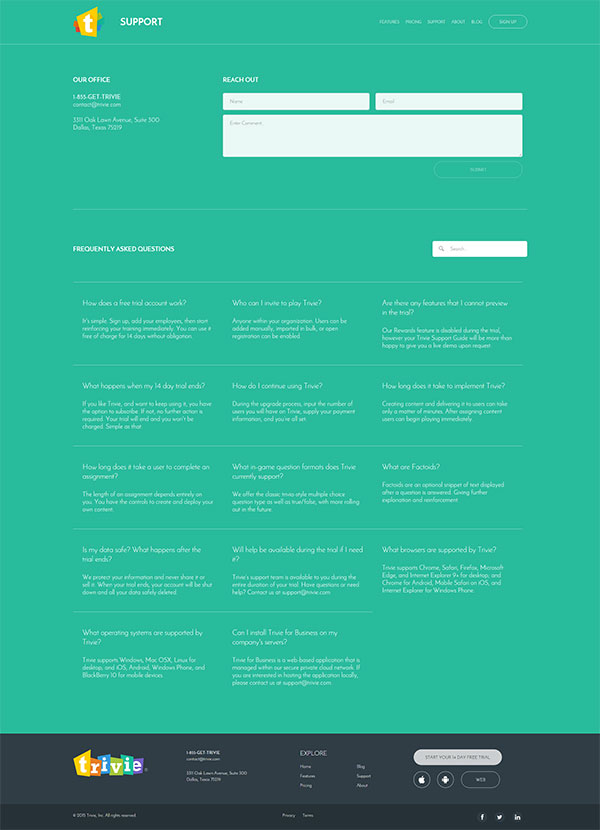 t
SUPPORT
FEATURES PRICING SUPPORT ABOUT BLOG SIGN UP
OUR OFFICE
1-855-GET-TRIVIE
contact@trivie.com
3311 Oak Lawn Avenue, Suite 300
Dallas, Texas 75219
REACH OUT
Name
Email
Enter Comment...
SUBMIT
FREQUENTLY ASKED QUESTIONS
Search...
How does a free trial account work?
It's simple. Sign up, add your employees, then start
reinforcing your training immediately. You can use it
free of charge for 14 days without obligation.
Who can I invite to play Trivie?
Anyone within your organization. Users can be
added manually, imported in bulk, or open
registration can be enabled.
Are there any features that I cannot preview
in the trial?
Our Rewards feature is disabled during the trial,
however your Trivie Support Guide will be more than
happy to give you a live demo upon request.
What happens when my 14 day trial ends?
If you like Trivie, and want to keep using it, you have
the option to subscribe. If not, no further action is
required. Your trial will end and you won't be
charged. Simple as that.
How do I continue using Trivie?
During the upgrade process, input the number of
users you will have on Trivie, supply your payment
information, and you're all set.
How long does it take to implement Trivie?
Creating content and delivering it to users can take
only a matter of minutes. After assigning content
users can begin playing immediately.
How long does it take a user to complete an
assignment?
The length of an assignment depends entirely on
you. You have the controls to create and deploy your
own content.
What in-game question formats does Trivie
currently support?
We offer the classic trivia-style multiple choice
question type as well as true/false, with more rolling
out in the future.
What are Factoids?
Factoids are an optional snippet of text displayed
after a question is answered. Giving further
explanation and reinforcement.
Is my data safe? What happens after the
trial ends?
We protect your information and never share it or
sell it. When your trial ends, your account will be shut
down and all your data safely deleted.
Will help be available during the trial if I need
it?
Trivie's support team is available to you during the
entire duration of your trial. Have questions or need
help? Contact us at support@trivie.com
What browsers are supported by Trivie?
Trivie supports Chrome, Safari, Firefox, Microsoft
Edge, and Internet Explorer 9+ for desktop, and
Chrome for Android, Mobile Safari on iOS, and
Internet Explorer for Windows Phone.
What operating systems are supported by
Trivie?
Trivie supports Windows, Mac OSX, Linux for
desktop, and iOS, Android, Windows Phone, and
BlackBerry 10 for mobile devices.
Can I install Trivie for Business on my
company's servers?
Trivie for Business is a web-based application that is
managed within our secure private cloud network. If
you are interested in hosting the application locally,
please contact us at support@trivie.com.
trivie
1-855-GET-TRIVIE
contact@trivie.com
3311 Oak Lawn Avenue, Suite 300
Dallas, Texas 75219
EXPLORE
Home
Features
Pricing
Blog
Support
About
START YOUR 14 DAY FREE TRIAL
WEB
© 2015 Trivie, Inc. All rights reserved.
Privacy Terms